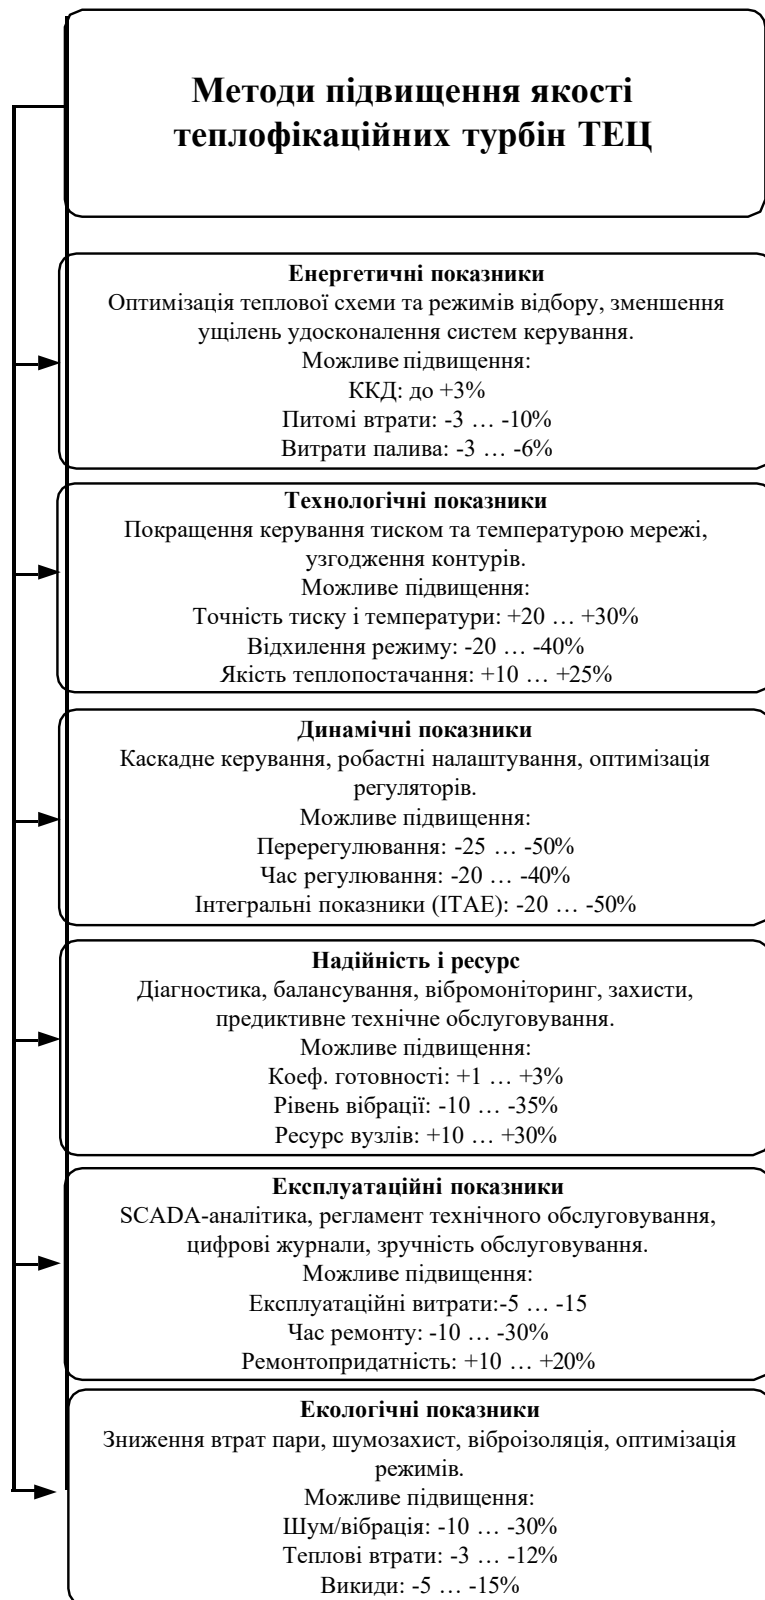 Методи підвищення якості
теплофікаційних турбін ТЕЦ
Енергетичні показники
Оптимізація теплової схеми та режимів відбору, зменшення
ущілень удосконалення систем керування.
Можливе підвищення:
ККД: до +3%
Питомі втрати: -3 … -10%
Витрати палива: -3 … -6%
Технологічні показники
Покращення керування тиском та температурою мережі,
узгодження контурів.
Можливе підвищення:
Точність тиску і температури: +20 … +30%
Відхилення режиму: -20 … -40%
Якість теплопостачання: +10 … +25%
Динамічні показники
Каскадне керування, робастні налаштування, оптимізація
регуляторів.
Можливе підвищення:
Перерегулювання: -25 … -50%
Час регулювання: -20 … -40%
Інтегральні показники (ITAE): -20 … -50%
Надійність і ресурс
Діагностика, балансування, вібромоніторинг, захисти,
предиктивне технічне обслуговування.
Можливе підвищення:
Коеф. готовності: +1 … +3%
Рівень вібрації: -10 … -35%
Ресурс вузлів: +10 … +30%
Експлуатаційні показники
SCADA-аналітика, регламент технічного обслуговування,
цифрові журнали, зручність обслуговування.
Можливе підвищення:
Експлуатаційні витрати:-5 … -15
Час ремонту: -10 … -30%
Ремонтопридатність: +10 … +20%
Екологічні показники
Зниження втрат пари, шумозахист, віброізоляція, оптимізація
режимів.
Можливе підвищення:
Шум/вібрація: -10 … -30%
Теплові втрати: -3 … -12%
Викиди: -5 … -15%